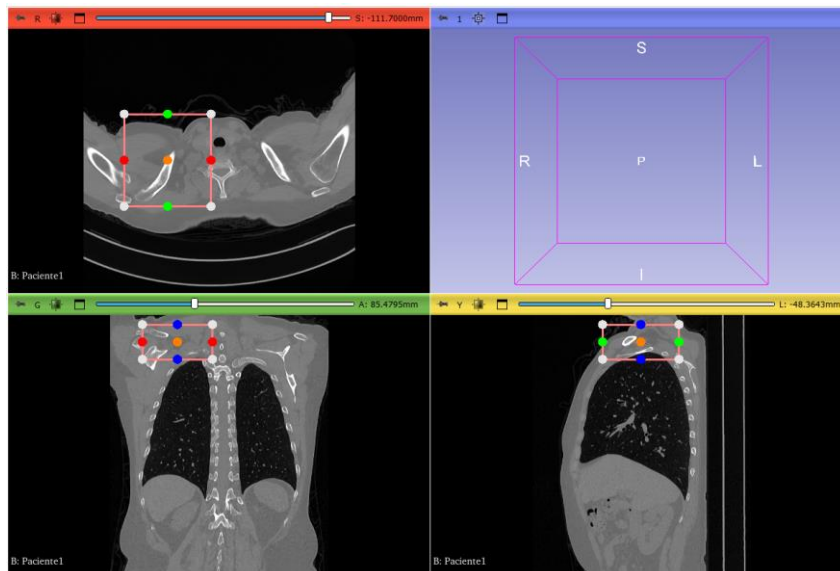 R S: -111.7000mm
1
S
R P L
I
B: Paciente1
G A: 85.4795mm
Y L: -48.3643mm
B: Paciente1
B: Paciente1